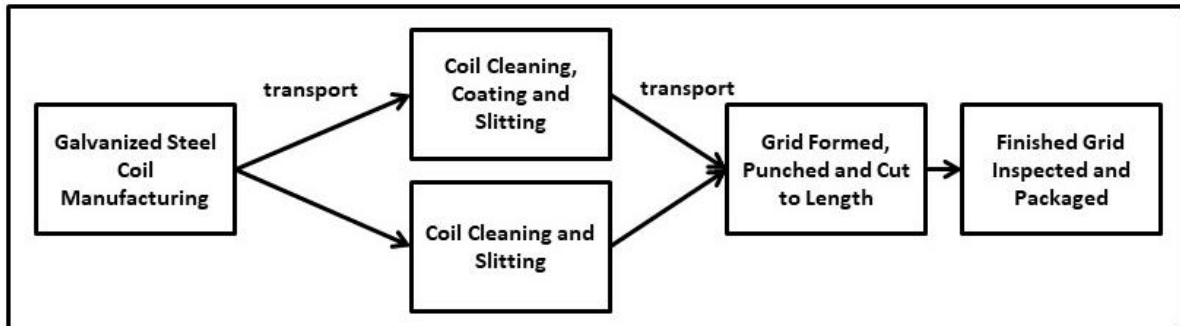 Galvanized Steel
Coil
Manufacturing
transport
Coil Cleaning,
Coating and
Slitting
Coil Cleaning and
Slitting
transport
Grid Formed,
Punched and Cut
to Length
Finished Grid
Inspected and
Packaged